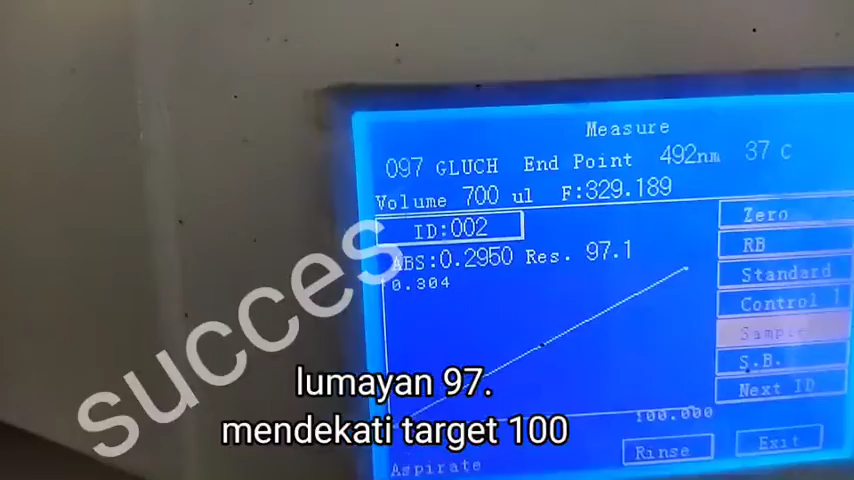 Measure
097 GLUCH End Point 492nm 37 C
Volume 700 ul F:329.189
ID:002
ABS:0.2950 Res. 97.1
0.304
Zero
RB
Standard
Control 1
Sample
S.B.
Next ID
100.000
Rinse
Exit
Aspirate
succes
lumayan 97.
mendekati target 100